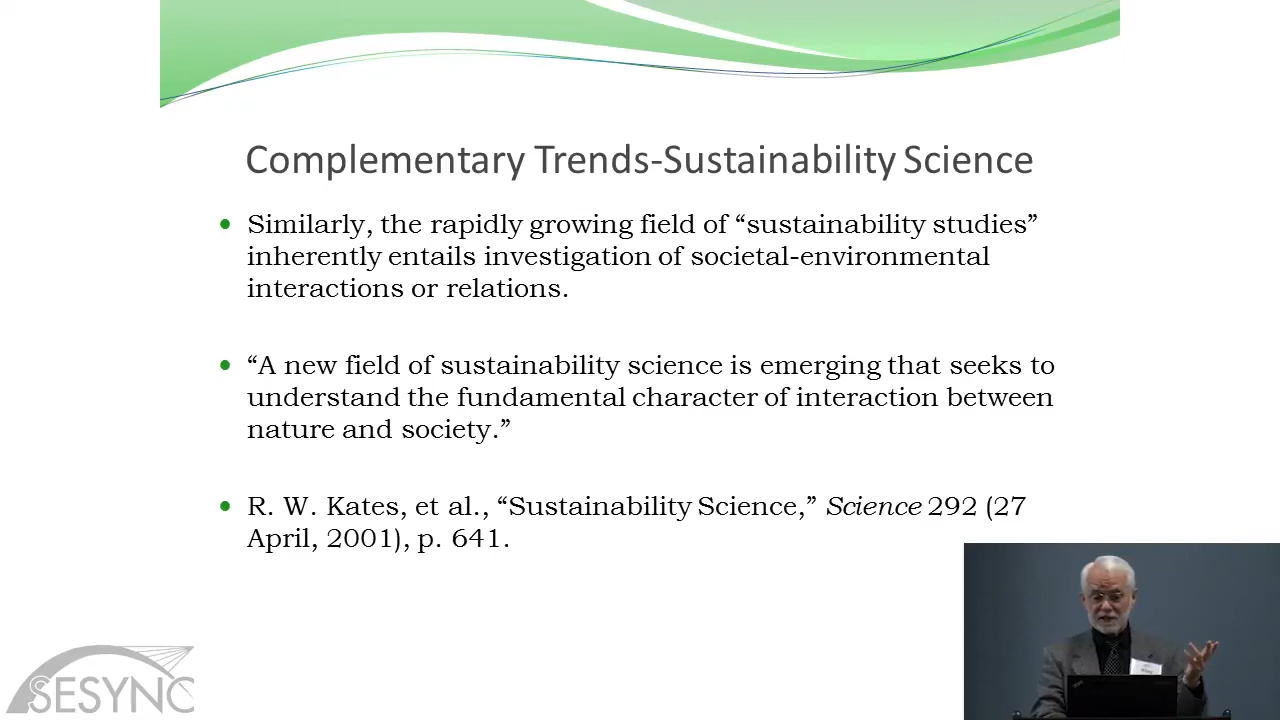 Complementary Trends-Sustainability Science
• Similarly, the rapidly growing field of “sustainability studies”
inherently entails investigation of societal-environmental
interactions or relations.
• “A new field of sustainability science is emerging that seeks to
understand the fundamental character of interaction between
nature and society.”
• R. W. Kates, et al., “Sustainability Science,” Science 292 (27
April, 2001), p. 641.
SESYNC